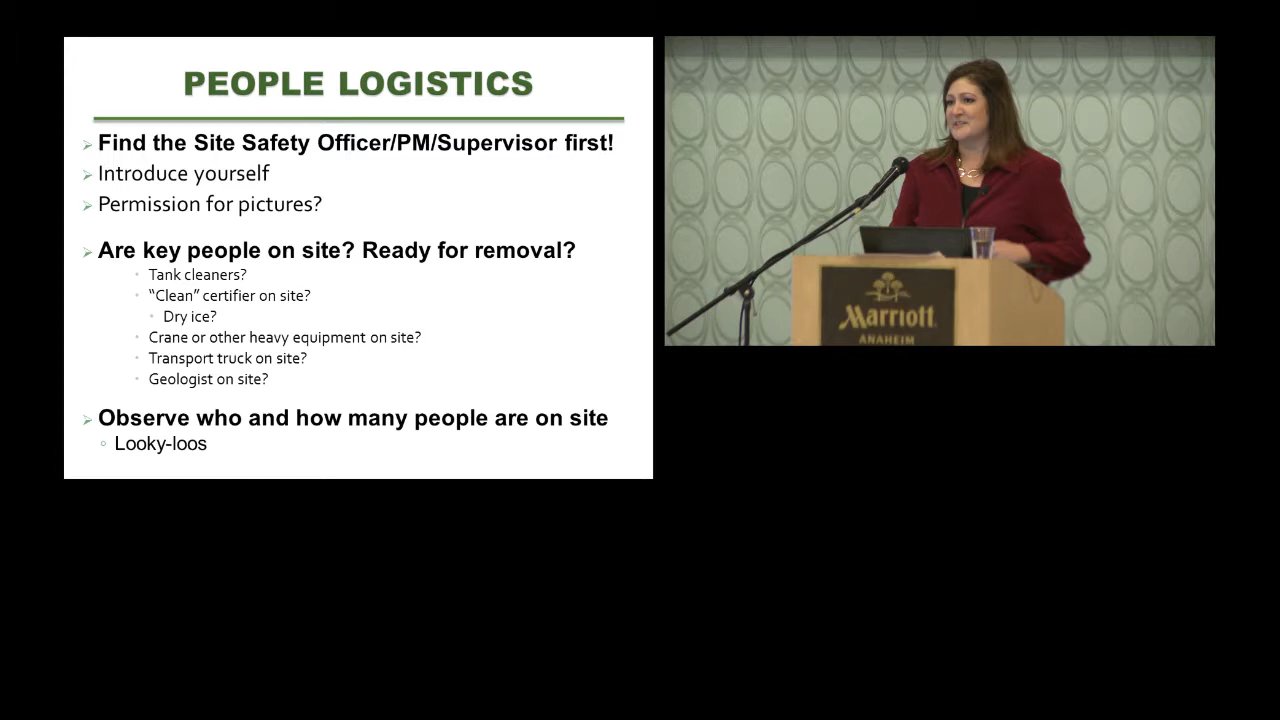 PEOPLE LOGISTICS
Find the Site Safety Officer/PM/Supervisor first!
Introduce yourself
Permission for pictures?
Are key people on site? Ready for removal?
Tank cleaners?
“Clean” certifier on site?
Dry ice?
Crane or other heavy equipment on site?
Transport truck on site?
Geologist on site?
Observe who and how many people are on site
Looky-loos
Marriott
ANAHEIM